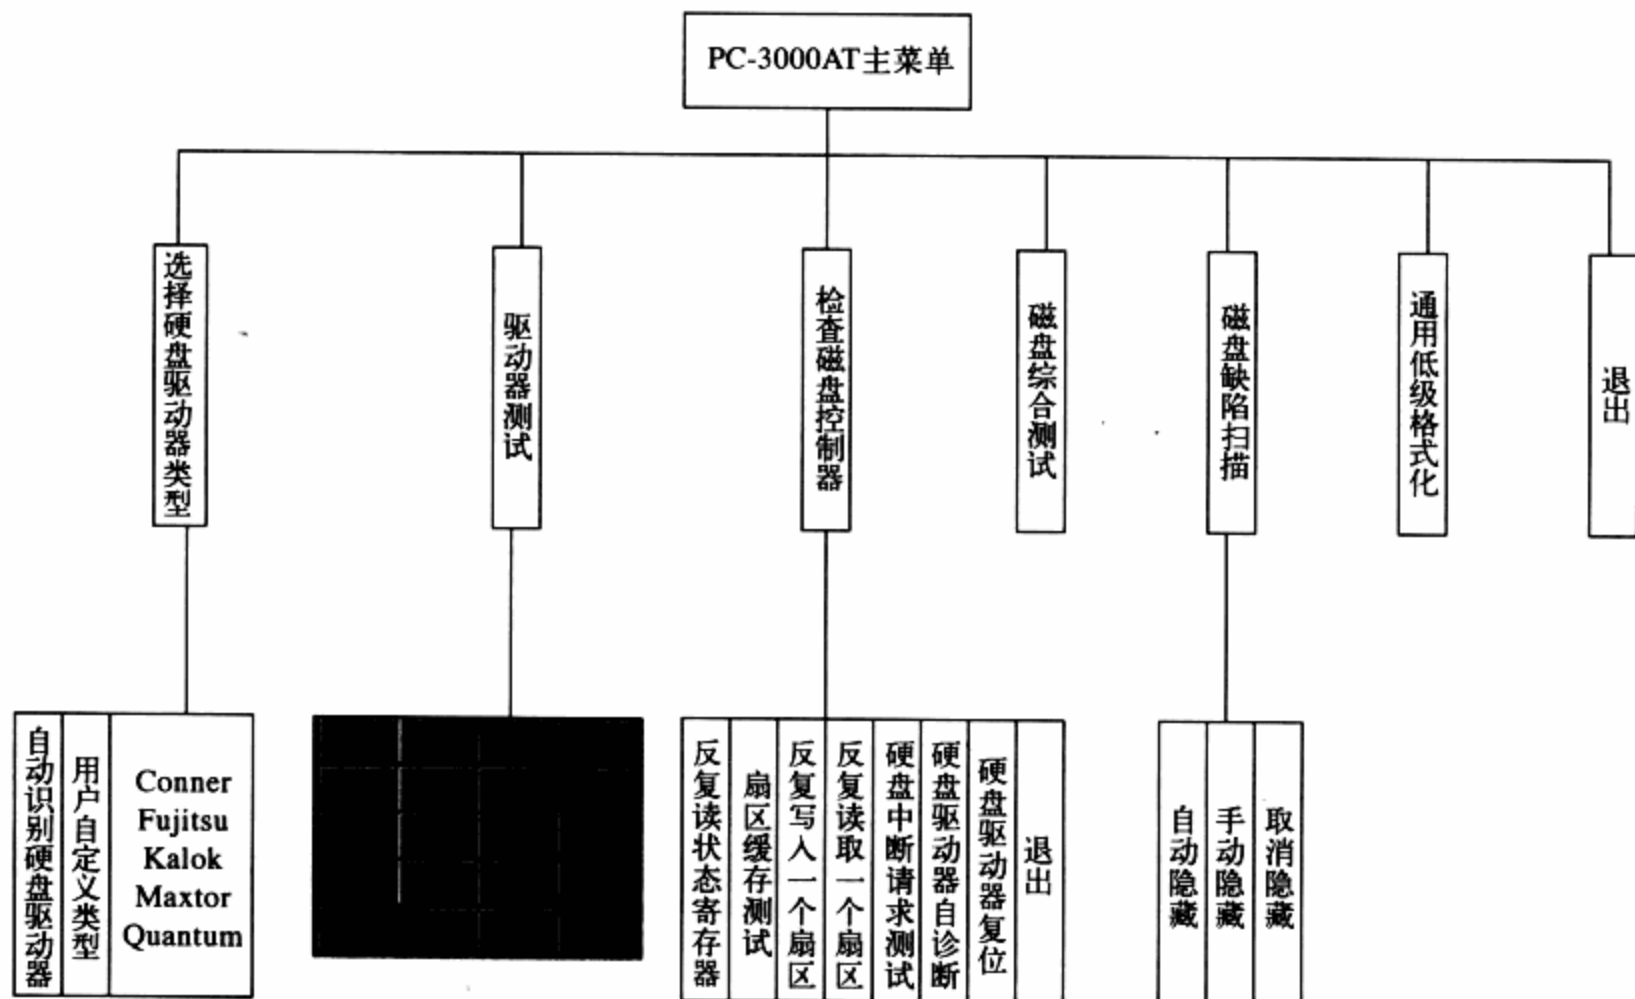 PC-3000AT主菜单
选择硬盘驱动器类型
驱动器测试
检查磁盘控制器
磁盘综合测试
磁盘缺陷扫描
通用低级格式化
退出
自动识别硬盘驱动器
用户自定义类型
Conner
Fujitsu
Kalok
Maxtor
Quantum
反复读状态寄存器
扇区缓存测试
反复写入一个扇区
反复读取一个扇区
硬盘中断请求测试
硬盘驱动器自诊断
硬盘驱动器复位
退出
自动隐藏
手动隐藏
取消隐藏